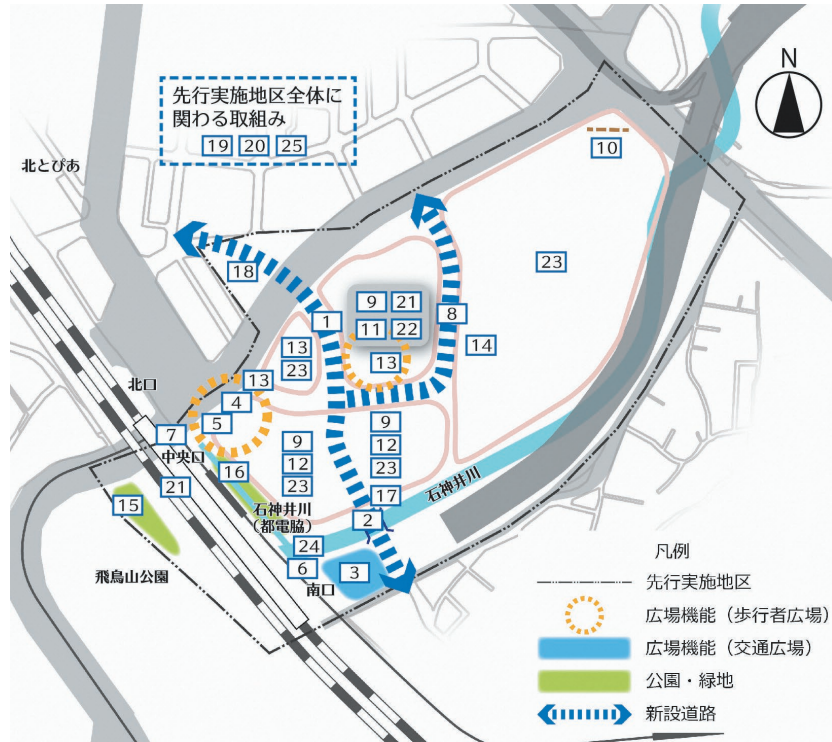 N
先行実施地区全体に
関わる取組み
19 20 25
北とぴあ
10
18
23
9 21
1
11 22
8
13
14
13
23
北口
13
4
5
7
中央口
9
12
23
9
12
23
16
21
17
15
石神井川
石神井川
(都電脇)
2
24
6
3
南口
飛鳥山公園
凡例
先行実施地区
広場機能（歩行者広場）
広場機能（交通広場）
公園・緑地
新設道路